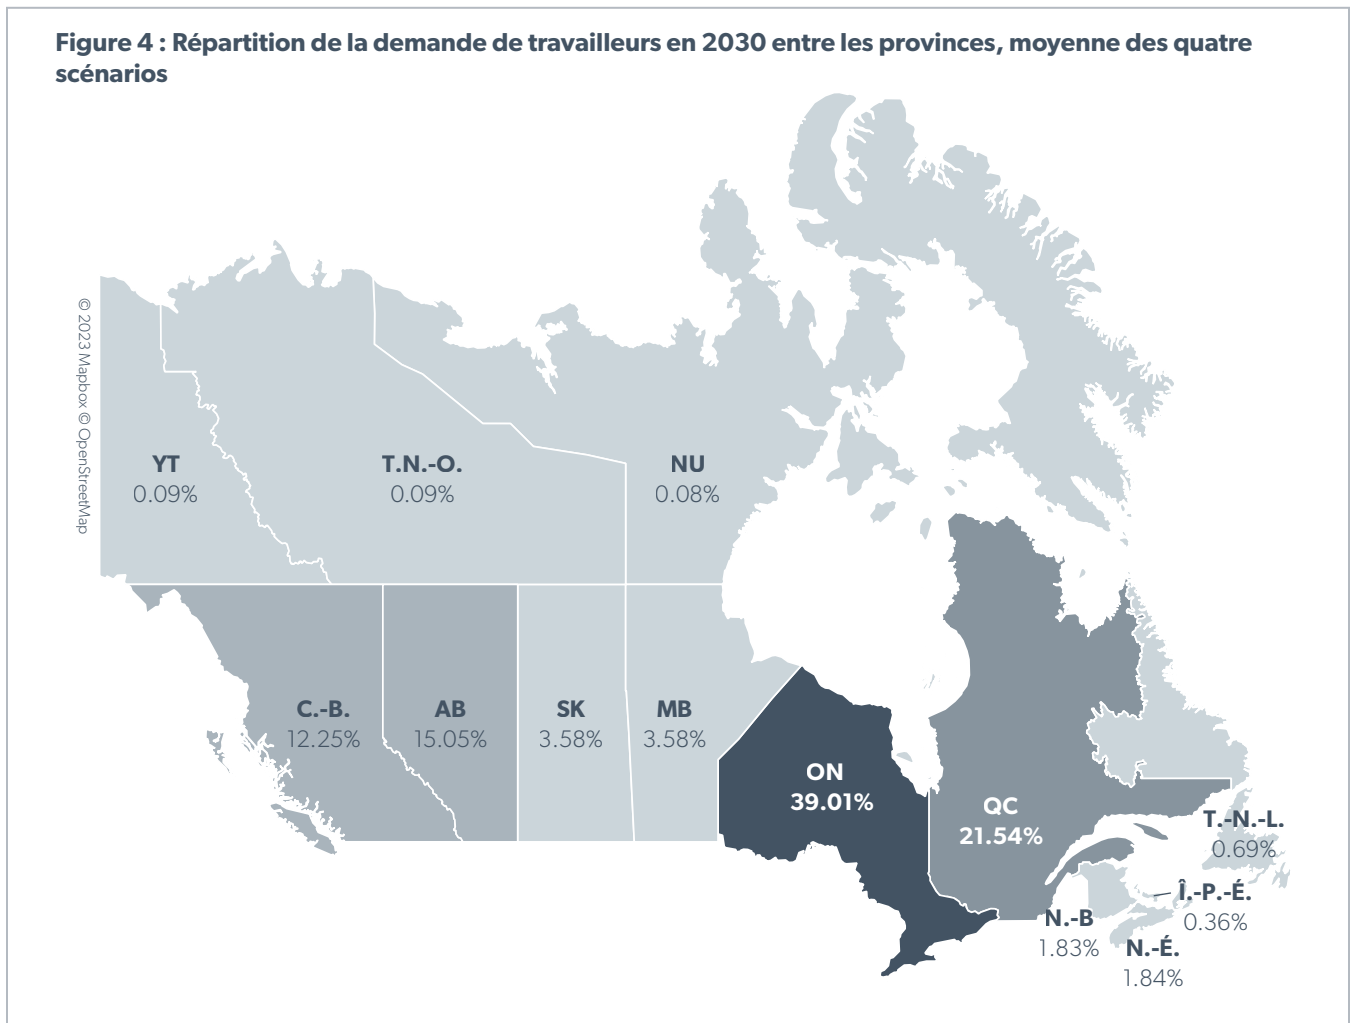 Figure 4 : Répartition de la demande de travailleurs en 2030 entre les provinces, moyenne des quatre
scénarios
© 2023 Mapbox © OpenStreetMap
YT
0.09%
T.N.-O.
0.09%
NU
0.08%
C.-B.
12.25%
AB
15.05%
SK
3.58%
MB
3.58%
ON
39.01%
QC
21.54%
T.-N.-L.
0.69%
Î.-P.-É.
0.36%
N.-B
1.83%
N.-É.
1.84%